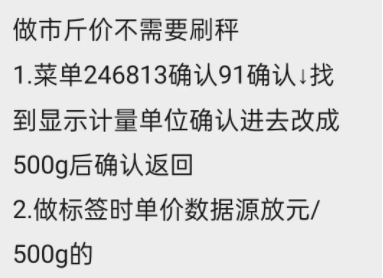 做市斤价不需要刷秤
1.菜单246813确认91确认↓找
到显示计量单位确认进去改成
500g后确认返回
2.做标签时单价数据源放元/
500g的